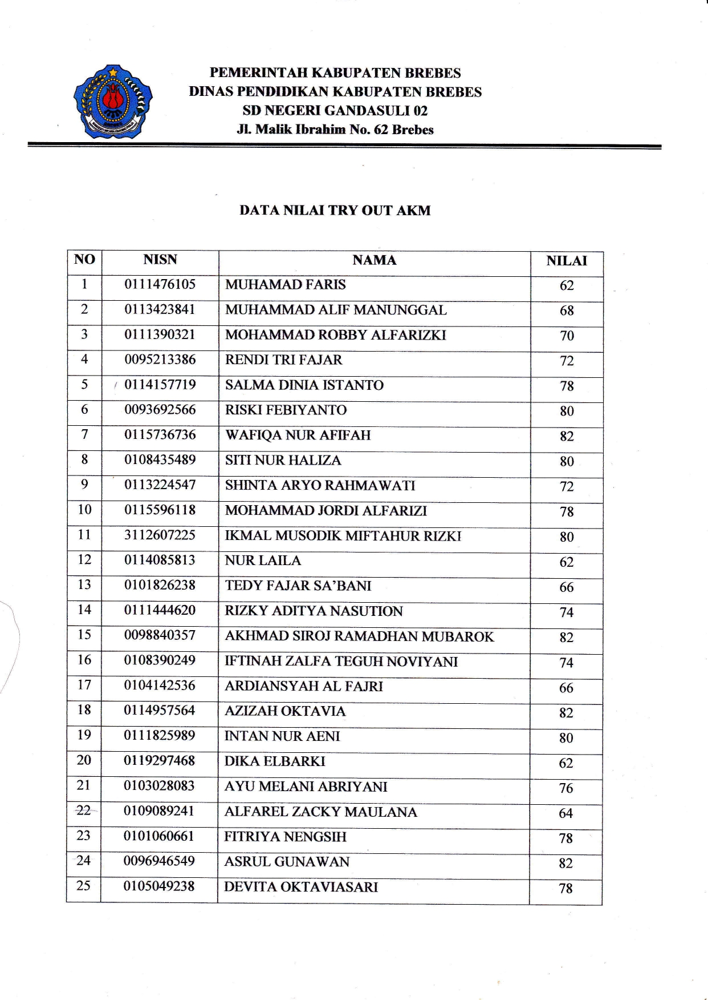 PEMERINTAH KABUPATEN BREBES
DINAS PENDIDIKAN KABUPATEN BREBES
SD NEGERI GANDASULI 02
Jl. Malik Ibrahim No. 62 Brebes
DATA NILAI TRY OUT AKM
NO NISN NAMA NILAI
1 0111476105 MUHAMAD FARIS 62
2 0113423841 MUHAMMAD ALIF MANUNGGAL 68
3 0111390321 MOHAMMAD ROBBY ALFARIZKI 70
4 0095213386 RENDI TRI FAJAR 72
5 0114157719 SALMA DINIA ISTANTO 78
6 0093692566 RISKI FEBIYANTO 80
7 0115736736 WAFIQA NUR AFIFAH 82
8 0108435489 SITI NUR HALIZA 80
9 0113224547 SHINTA ARYO RAHMAWATI 72
10 0115596118 MOHAMMAD JORDI ALFARIZI 78
11 3112607225 IKMAL MUSODIK MIFTAHUR RIZKI 80
12 0114085813 NUR LAILA 62
13 0101826238 TEDY FAJAR SA’BANI 66
14 0111444620 RIZKY ADITYA NASUTION 74
15 0098840357 AKHMAD SIROJ RAMADHAN MUBAROK 82
16 0108390249 IFTINAH ZALFA TEGUH NOVIYANI 74
17 0104142536 ARDIANSYAH AL FAJRI 66
18 0114957564 AZIZAH OKTAVIA 82
19 0111825989 INTAN NUR AENI 80
20 0119297468 DIKA ELBARKI 62
21 0103028083 AYU MELANI ABRIYANI 76
22 0109089241 ALFAREL ZACKY MAULANA 64
23 0101060661 FITRIYA NENGSIH 78
24 0096946549 ASRUL GUNAWAN 82
25 0105049238 DEVITA OKTAVIASARI 78